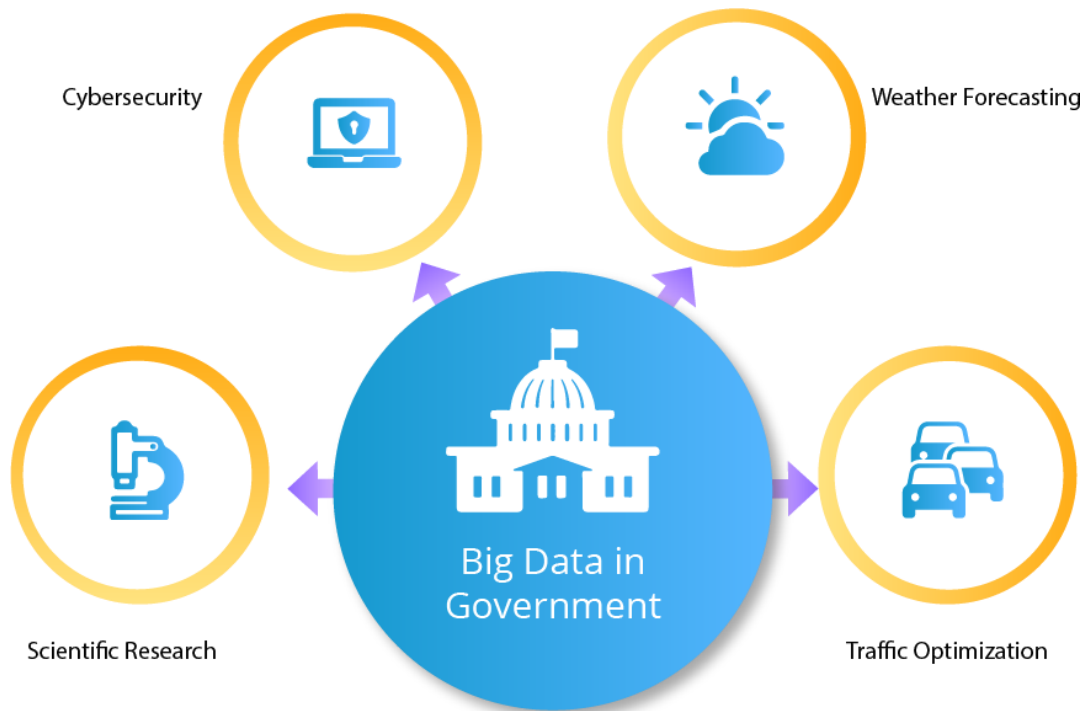 Cybersecurity
Weather Forecasting
Big Data in
Government
Scientific Research
Traffic Optimization